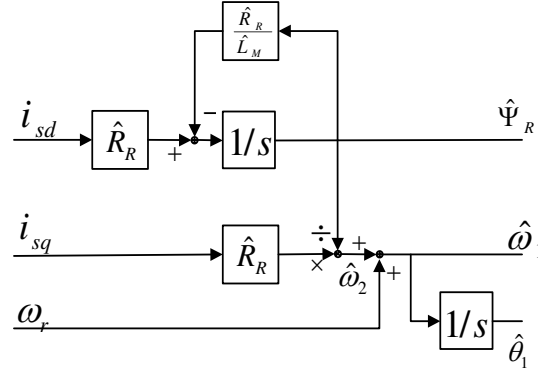 R̂_R / L̂_M
i_sd
R̂_R
+
−
1/s
Ψ̂_R
i_sq
R̂_R
÷
×
ω̂_2
+
+
ω̂
ω_r
1/s
θ̂_1